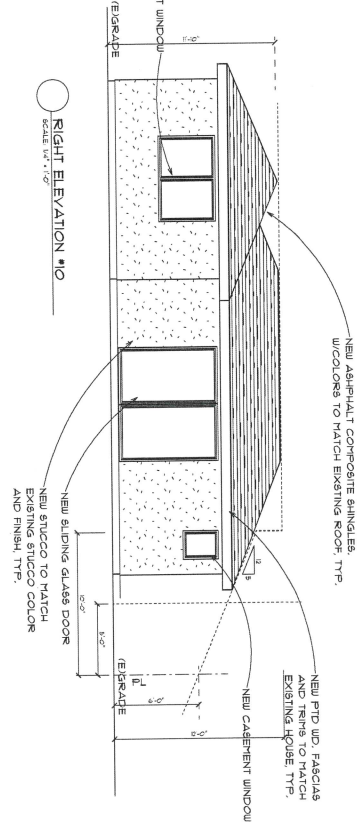 NEW ASHPHALT COMPOSITE SHINGLES,
W/COLORS TO MATCH EIXSTING ROOF, TYP.
12
5
NEW PTD WD. FASCIAS
AND TRIMS TO MATCH
EXISTING HOUSE, TYP.
NEW CASEMENT WINDOW
11'-10"
(E)GRADE
T WINDOW
12'-0"
6'-0"
PL
(E)GRADE
5'-0"
10'-0"
NEW SLIDING GLASS DOOR
NEW STUCCO TO MATCH
EXISTING STUCCO COLOR
AND FINISH, TYP.
RIGHT ELEVATION #10
SCALE: 1/4" = 1'-0"